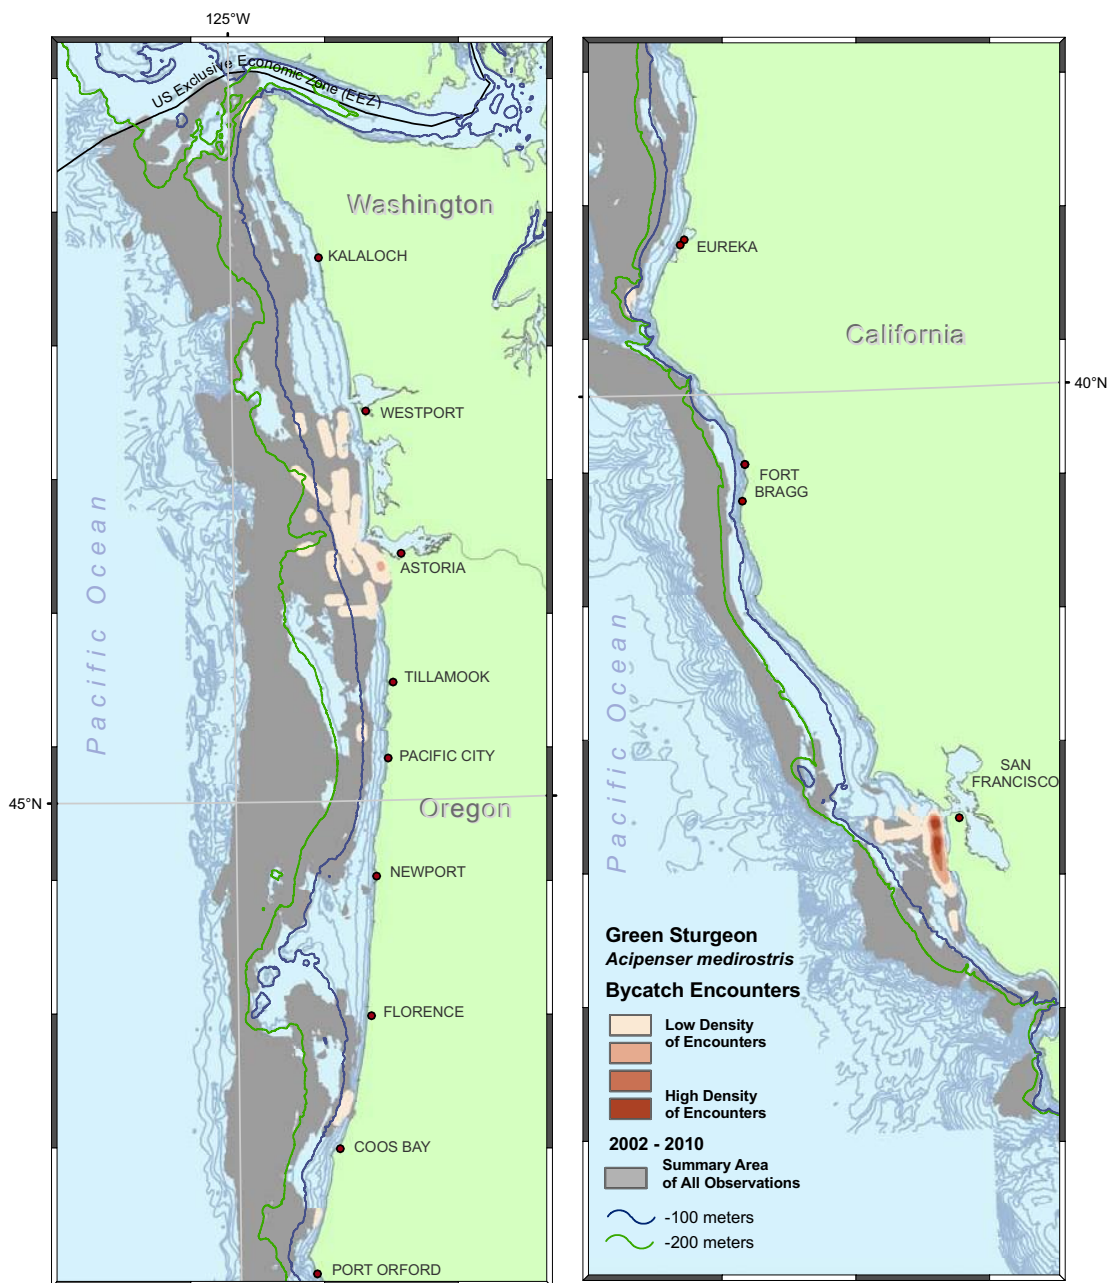 125°W
US Exclusive Economic Zone (EEZ)
Washington
KALALOCH
WESTPORT
Pacific Ocean
ASTORIA
TILLAMOOK
PACIFIC CITY
45°N
Oregon
NEWPORT
FLORENCE
COOS BAY
PORT ORFORD
EUREKA
California
40°N
FORT
BRAGG
Pacific Ocean
SAN
FRANCISCO
Green Sturgeon
Acipenser medirostris
Bycatch Encounters
Low Density
of Encounters
High Density
of Encounters
2002 - 2010
Summary Area
of All Observations
-100 meters
-200 meters